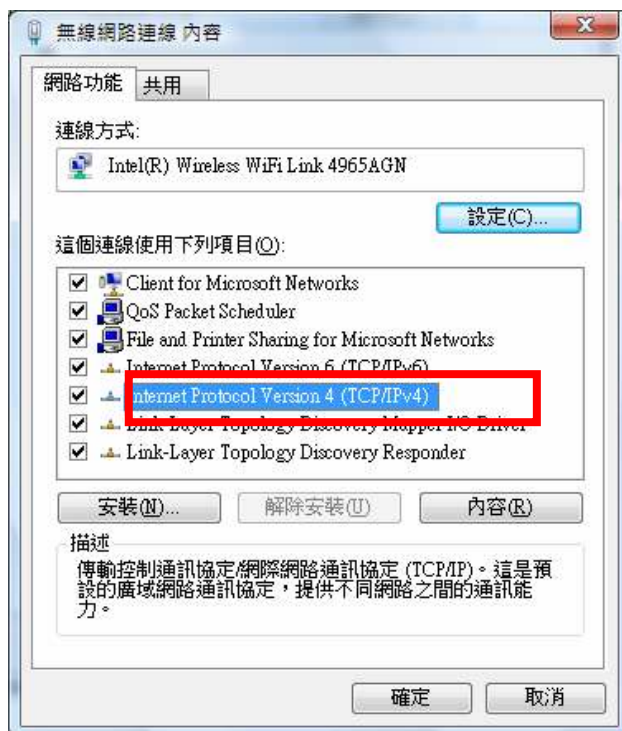 無線網路連線 內容
網路功能 共用
連線方式:
Intel(R) Wireless WiFi Link 4965AGN
設定(C)...
這個連線使用下列項目(O):
Client for Microsoft Networks
QoS Packet Scheduler
File and Printer Sharing for Microsoft Networks
Internet Protocol Version 6 (TCP/IPv6)
Internet Protocol Version 4 (TCP/IPv4)
Link-Layer Topology Discovery Mapper I/O Driver
Link-Layer Topology Discovery Responder
安裝(N)... 解除安裝(U) 內容(R)
描述
傳輸控制通訊協定/網際網路通訊協定 (TCP/IP)。這是預
設的廣域網路通訊協定，提供不同網路之間的通訊能
力。
確定 取消